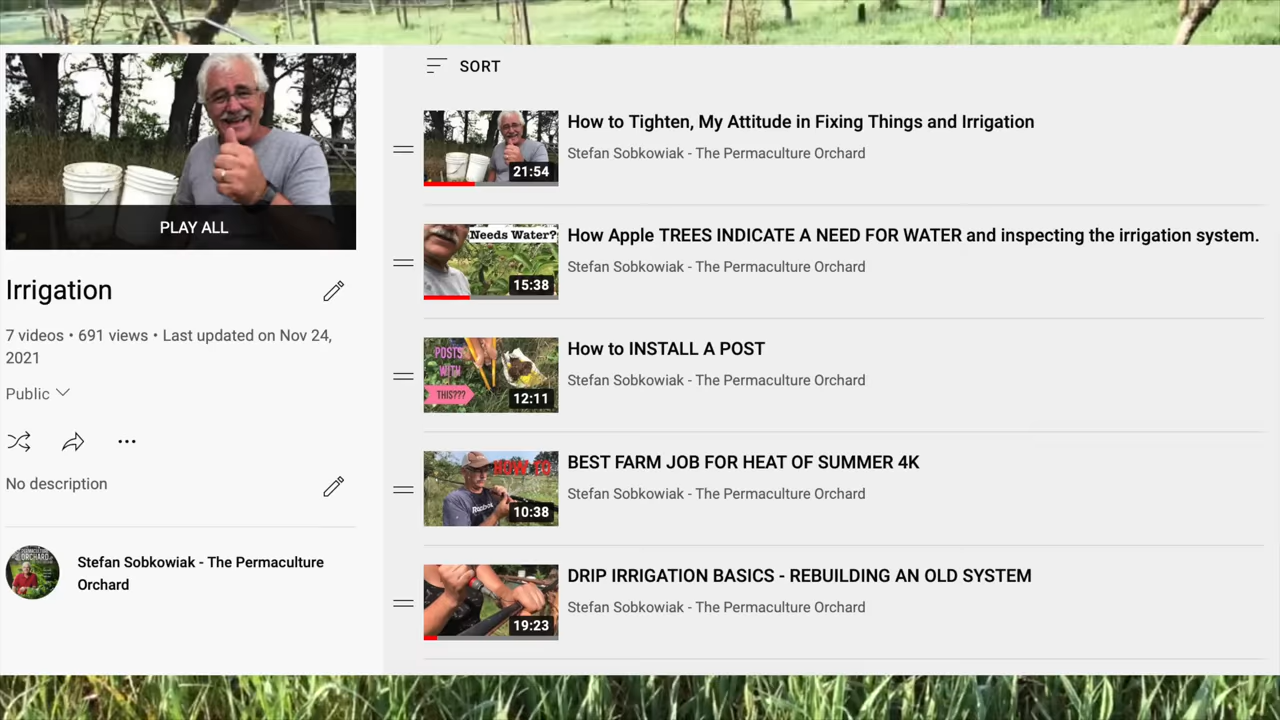 PLAY ALL
Irrigation
7 videos • 691 views • Last updated on Nov 24,
2021
Public
No description
Stefan Sobkowiak - The Permaculture
Orchard
SORT
21:54
How to Tighten, My Attitude in Fixing Things and Irrigation
Stefan Sobkowiak - The Permaculture Orchard
Needs Water?
15:38
How Apple TREES INDICATE A NEED FOR WATER and inspecting the irrigation system.
Stefan Sobkowiak - The Permaculture Orchard
POSTS
WITH
THIS???
12:11
How to INSTALL A POST
Stefan Sobkowiak - The Permaculture Orchard
HOW TO
Reebok
10:38
BEST FARM JOB FOR HEAT OF SUMMER 4K
Stefan Sobkowiak - The Permaculture Orchard
19:23
DRIP IRRIGATION BASICS - REBUILDING AN OLD SYSTEM
Stefan Sobkowiak - The Permaculture Orchard